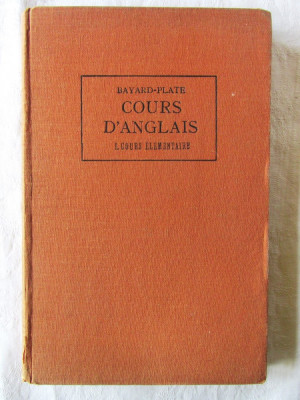 BAYARD-PLATE
COURS
D'ANGLAIS
I. COURS ÉLÉMENTAIRE